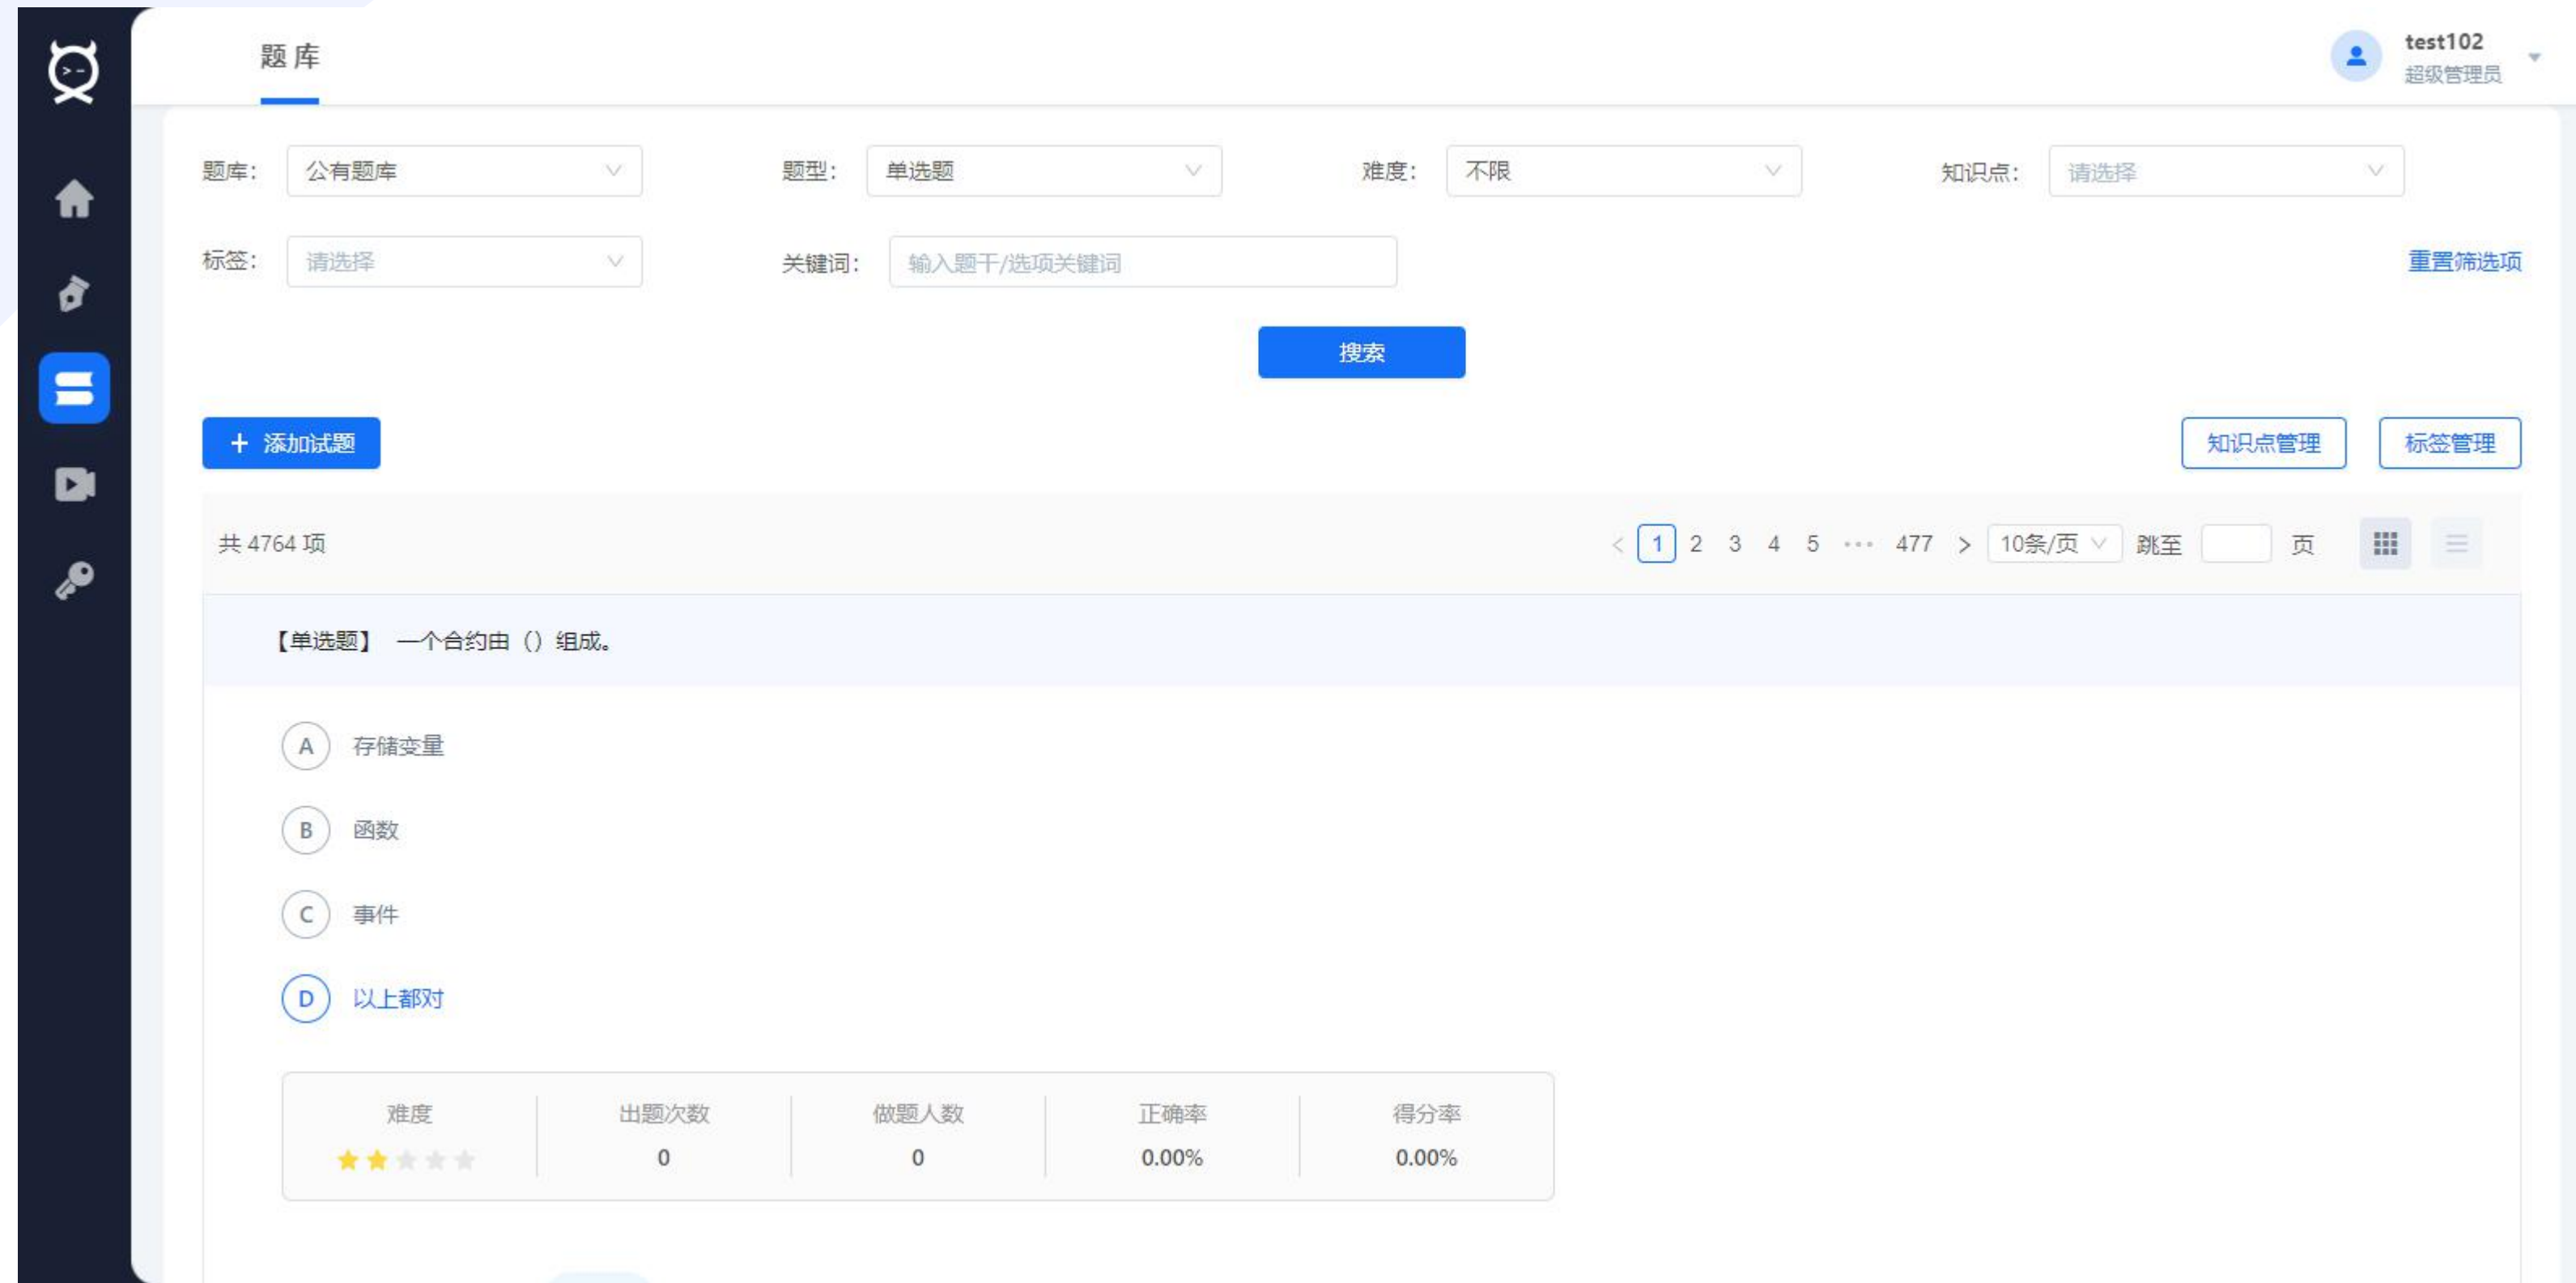 题库
test102
超级管理员
题库： 公有题库 题型： 单选题 难度： 不限 知识点： 请选择
标签： 请选择 关键词： 输入题干/选项关键词 重置筛选项
搜索
+ 添加试题 知识点管理 标签管理
共 4764 项 < 1 2 3 4 5 ··· 477 > 10条/页 跳至 页
【单选题】 一个合约由（）组成。
A 存储变量
B 函数
C 事件
D 以上都对
难度 出题次数 做题人数 正确率 得分率
0 0 0.00% 0.00%